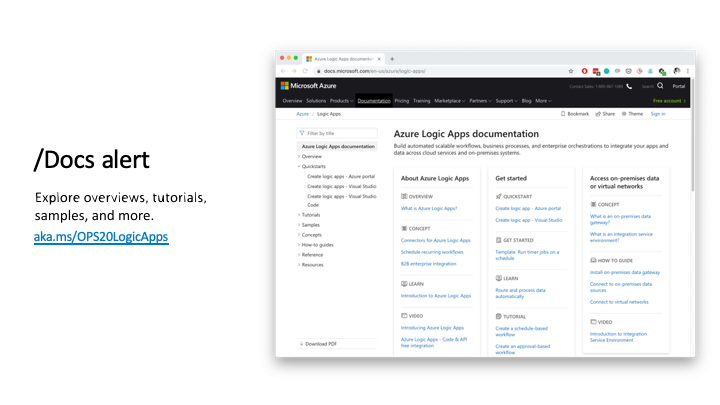 /Docs alert
Explore overviews, tutorials,
samples, and more.
aka.ms/OPS20LogicApps
Azure Logic Apps documentation
docs.microsoft.com/en-us/azure/logic-apps/
Microsoft Azure
Contact Sales: 1-800-867-1389
Search
Portal
Overview Solutions Products Documentation Pricing Training Marketplace Partners Support Blog More
Free account
Azure / Logic Apps
Bookmark Share Theme Sign in
Filter by title
Azure Logic Apps documentation
Overview
Quickstarts
Create logic apps - Azure portal
Create logic apps - Visual Studio
Create logic apps - Visual Studio
Code
Tutorials
Samples
Concepts
How-to guides
Reference
Resources
Download PDF
Azure Logic Apps documentation
Build automated scalable workflows, business processes, and enterprise orchestrations to integrate your apps and
data across cloud services and on-premises systems.
About Azure Logic Apps
OVERVIEW
What is Azure Logic Apps?
CONCEPT
Connectors for Azure Logic Apps
Schedule recurring workflows
B2B enterprise integration
LEARN
Introduction to Azure Logic Apps
VIDEO
Introducing Azure Logic Apps
Azure Logic Apps - Code & API
free integration
Get started
QUICKSTART
Create logic app - Azure portal
Create logic app - Visual Studio
GET STARTED
Template: Run timer jobs on a
schedule
LEARN
Route and process data
automatically
TUTORIAL
Create a schedule-based
workflow
Create an approval-based
workflow
Access on-premises data
or virtual networks
CONCEPT
What is an on-premises data
gateway?
What is an integration service
environment?
HOW TO GUIDE
Install on-premises data gateway
Connect to on-premises data
sources
Connect to virtual networks
VIDEO
Introduction to Integration
Service Environment